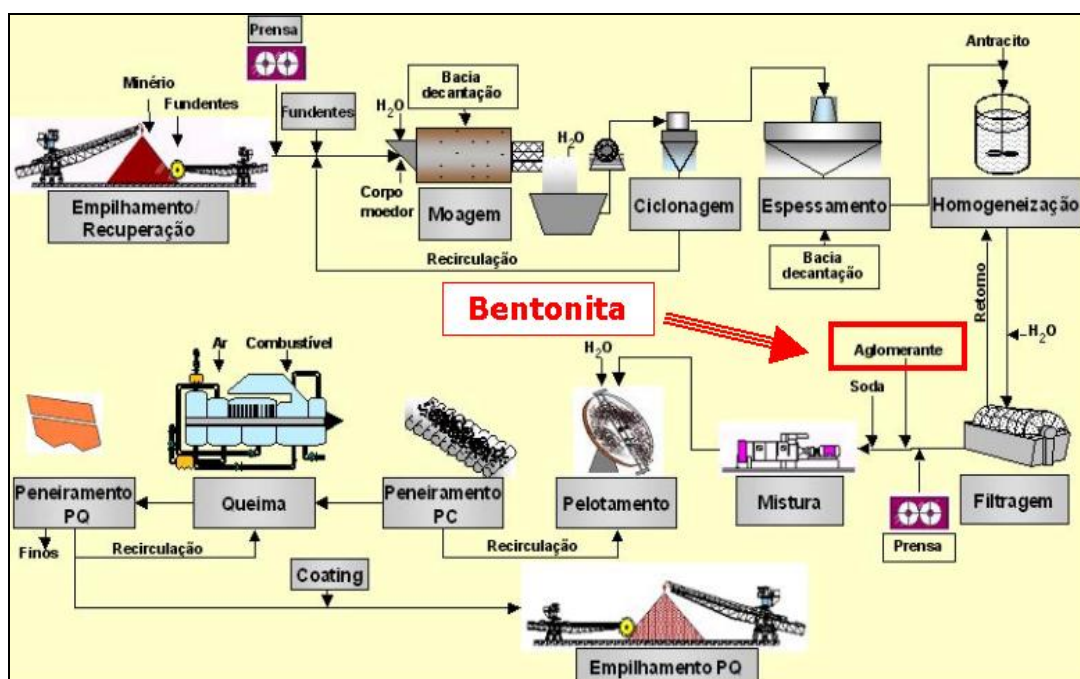 Prensa
Minério
Fundentes
Empilhamento/
Recuperação
Fundentes
H2O
Corpo
moedor
Bacia
decantação
Moagem
H2O
Recirculação
Ciclonagem
Espessamento
Bacia
decantação
Antracito
Homogeneização
Retorno
H2O
Bentonita
Aglomerante
Soda
Filtragem
Prensa
Mistura
H2O
Pelotamento
Peneiramento
PC
Recirculação
Ar
Combustível
Queima
Peneiramento
PQ
Finos
Recirculação
Coating
Empilhamento PQ